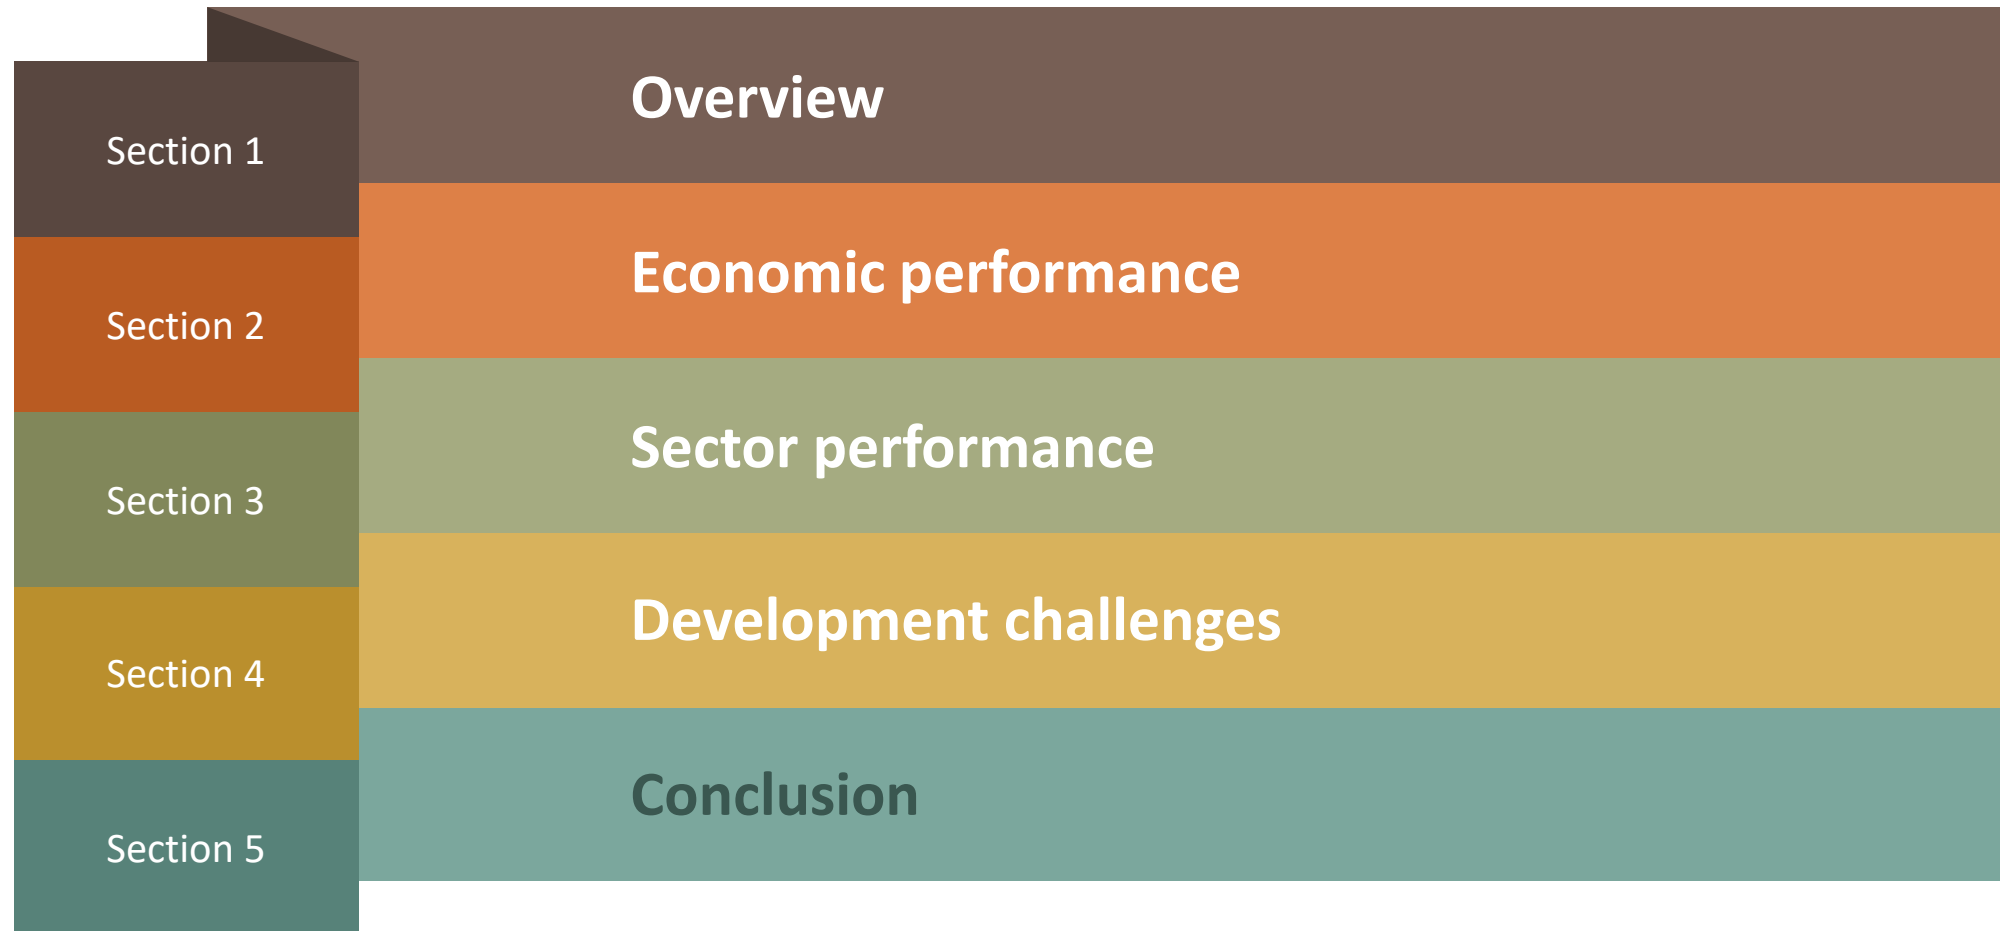 Overview
Section 1
Economic performance
Section 2
Sector performance
Section 3
Development challenges
Section 4
Conclusion
Section 5